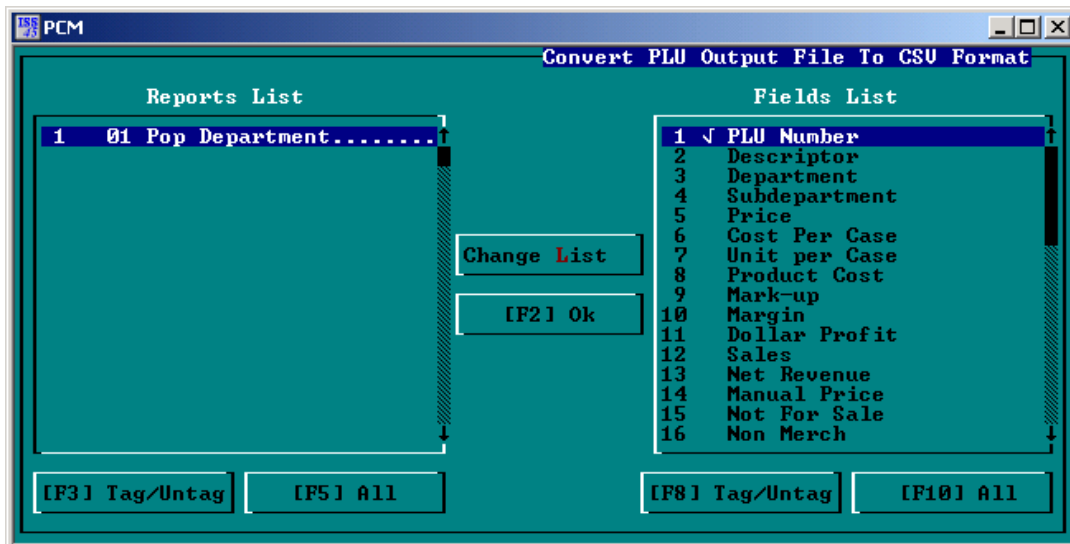 ISS 45 PCM
Convert PLU Output File To CSV Format
Reports List
1 01 Pop Department........
Change List
[F2] Ok
[F3] Tag/Untag
[F5] All
Fields List
1 √ PLU Number
2 Descriptor
3 Department
4 Subdepartment
5 Price
6 Cost Per Case
7 Unit per Case
8 Product Cost
9 Mark-up
10 Margin
11 Dollar Profit
12 Sales
13 Net Revenue
14 Manual Price
15 Not For Sale
16 Non Merch
[F8] Tag/Untag
[F10] All